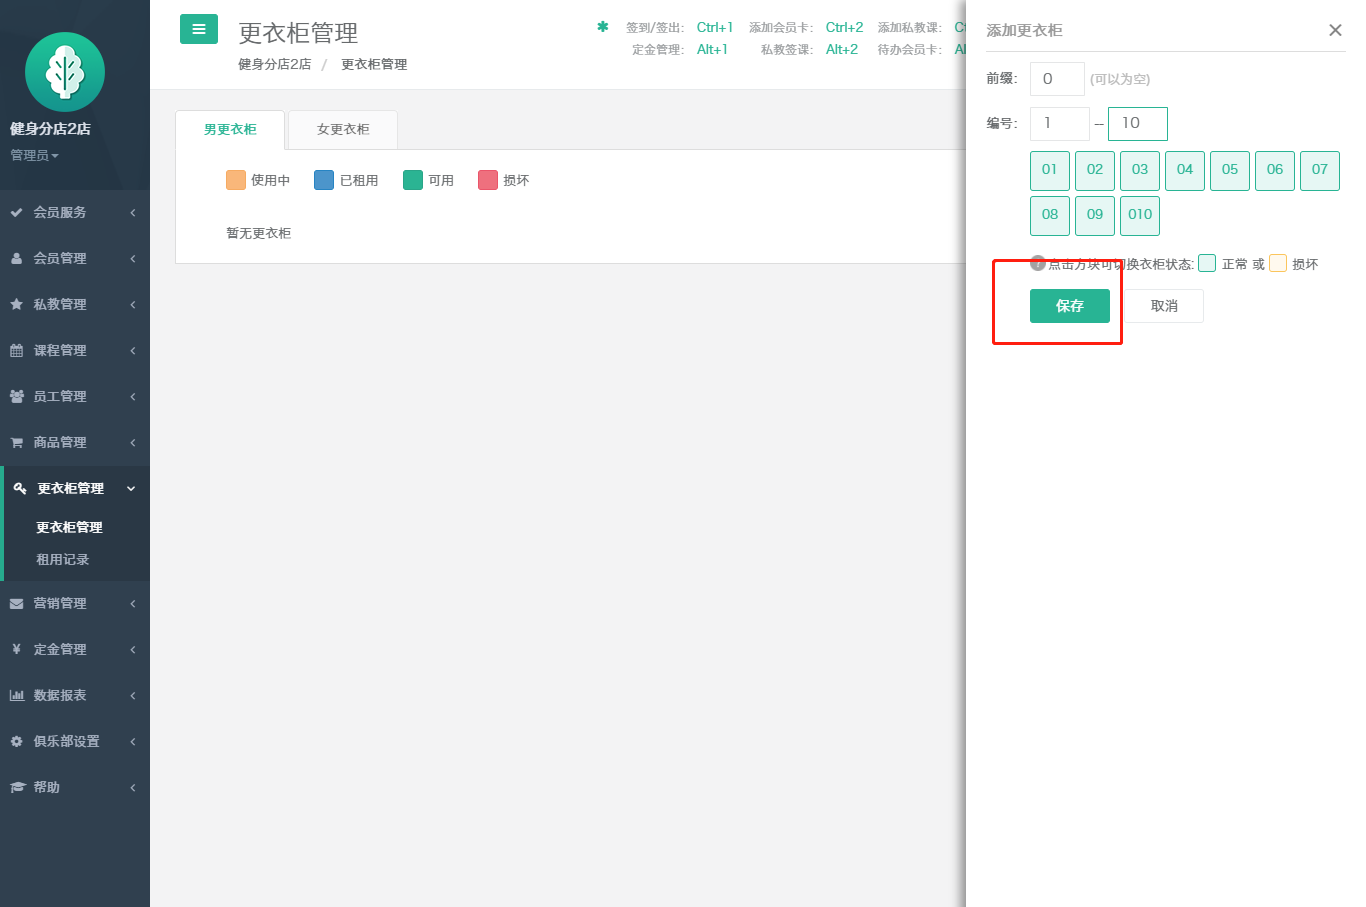 健身分店2店
管理员
会员服务
会员管理
私教管理
课程管理
员工管理
商品管理
更衣柜管理
更衣柜管理
租用记录
营销管理
定金管理
数据报表
俱乐部设置
帮助
更衣柜管理
健身分店2店 / 更衣柜管理
签到/签出: Ctrl+1 添加会员卡: Ctrl+2 添加私教课: Ct
定金管理: Alt+1 私教签课: Alt+2 待办会员卡: Al
男更衣柜 女更衣柜
使用中 已租用 可用 损坏
暂无更衣柜
添加更衣柜
前缀: 0 (可以为空)
编号: 1 -- 10
01 02 03 04 05 06 07
08 09 010
点击方块可切换衣柜状态: 正常 或 损坏
保存 取消